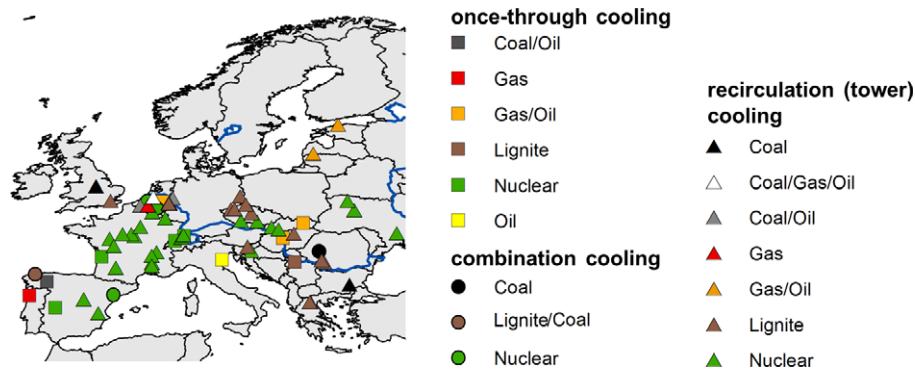 once-through cooling
Coal/Oil
Gas
Gas/Oil
Lignite
Nuclear
Oil
combination cooling
Coal
Lignite/Coal
Nuclear
recirculation (tower)
cooling
Coal
Coal/Gas/Oil
Coal/Oil
Gas
Gas/Oil
Lignite
Nuclear